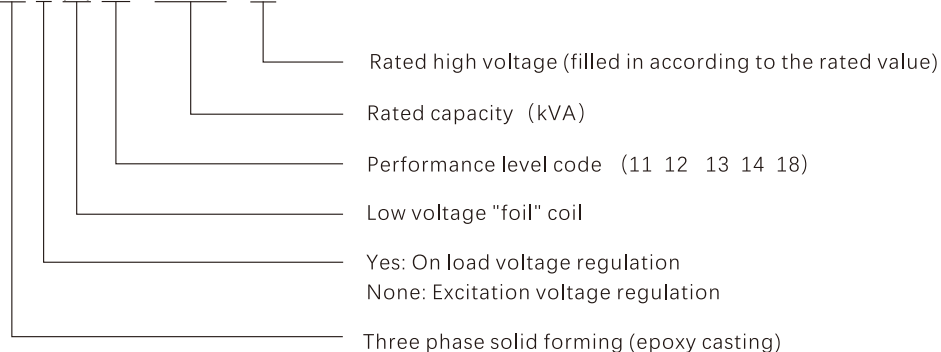 Rated high voltage (filled in according to the rated value)
Rated capacity （kVA）
Performance level code （11 12 13 14 18）
Low voltage "foil" coil
Yes: On load voltage regulation
None: Excitation voltage regulation
Three phase solid forming (epoxy casting)